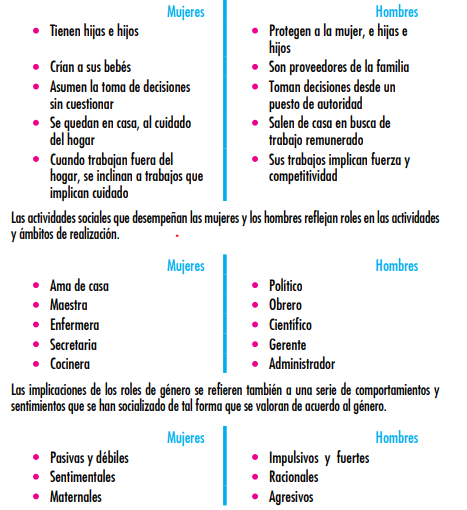 Mujeres
Hombres
• Tienen hijas e hijos
• Protegen a la mujer, e hijas e
hijos
• Crían a sus bebés
• Son proveedores de la familia
• Asumen la toma de decisiones
sin cuestionar
• Toman decisiones desde un
puesto de autoridad
• Se quedan en casa, al cuidado
del hogar
• Salen de casa en busca de
trabajo remunerado
• Cuando trabajan fuera del
hogar, se inclinan a trabajos que
implican cuidado
• Sus trabajos implican fuerza y
competitividad
Las actividades sociales que desempeñan las mujeres y los hombres reflejan roles en las actividades
y ámbitos de realización.
Mujeres
Hombres
• Ama de casa
• Político
• Maestra
• Obrero
• Enfermera
• Científico
• Secretaria
• Gerente
• Cocinera
• Administrador
Las implicaciones de los roles de género se refieren también a una serie de comportamientos y
sentimientos que se han socializado de tal forma que se valoran de acuerdo al género.
Mujeres
Hombres
• Pasivas y débiles
• Impulsivos y fuertes
• Sentimentales
• Racionales
• Maternales
• Agresivos